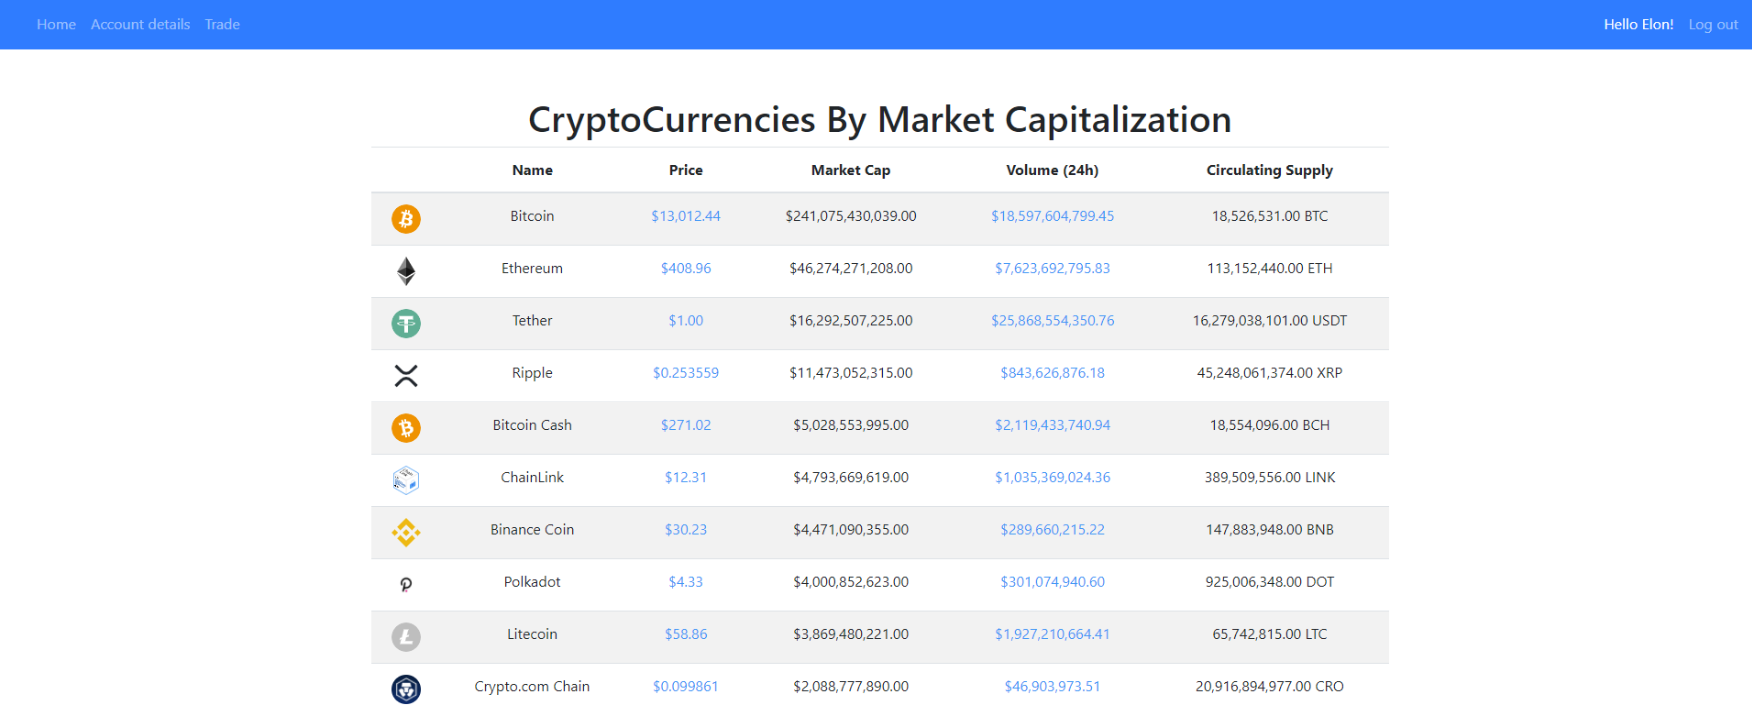 Home Account details Trade Hello Elon! Log out
CryptoCurrencies By Market Capitalization
Name Price Market Cap Volume (24h) Circulating Supply
Bitcoin $13,012.44 $241,075,430,039.00 $18,597,604,799.45 18,526,531.00 BTC
Ethereum $408.96 $46,274,271,208.00 $7,623,692,795.83 113,152,440.00 ETH
Tether $1.00 $16,292,507,225.00 $25,868,554,350.76 16,279,038,101.00 USDT
Ripple $0.253559 $11,473,052,315.00 $843,626,876.18 45,248,061,374.00 XRP
Bitcoin Cash $271.02 $5,028,553,995.00 $2,119,433,740.94 18,554,096.00 BCH
ChainLink $12.31 $4,793,669,619.00 $1,035,369,024.36 389,509,556.00 LINK
Binance Coin $30.23 $4,471,090,355.00 $289,660,215.22 147,883,948.00 BNB
Polkadot $4.33 $4,000,852,623.00 $301,074,940.60 925,006,348.00 DOT
Litecoin $58.86 $3,869,480,221.00 $1,927,210,664.41 65,742,815.00 LTC
Crypto.com Chain $0.099861 $2,088,777,890.00 $46,903,973.51 20,916,894,977.00 CRO